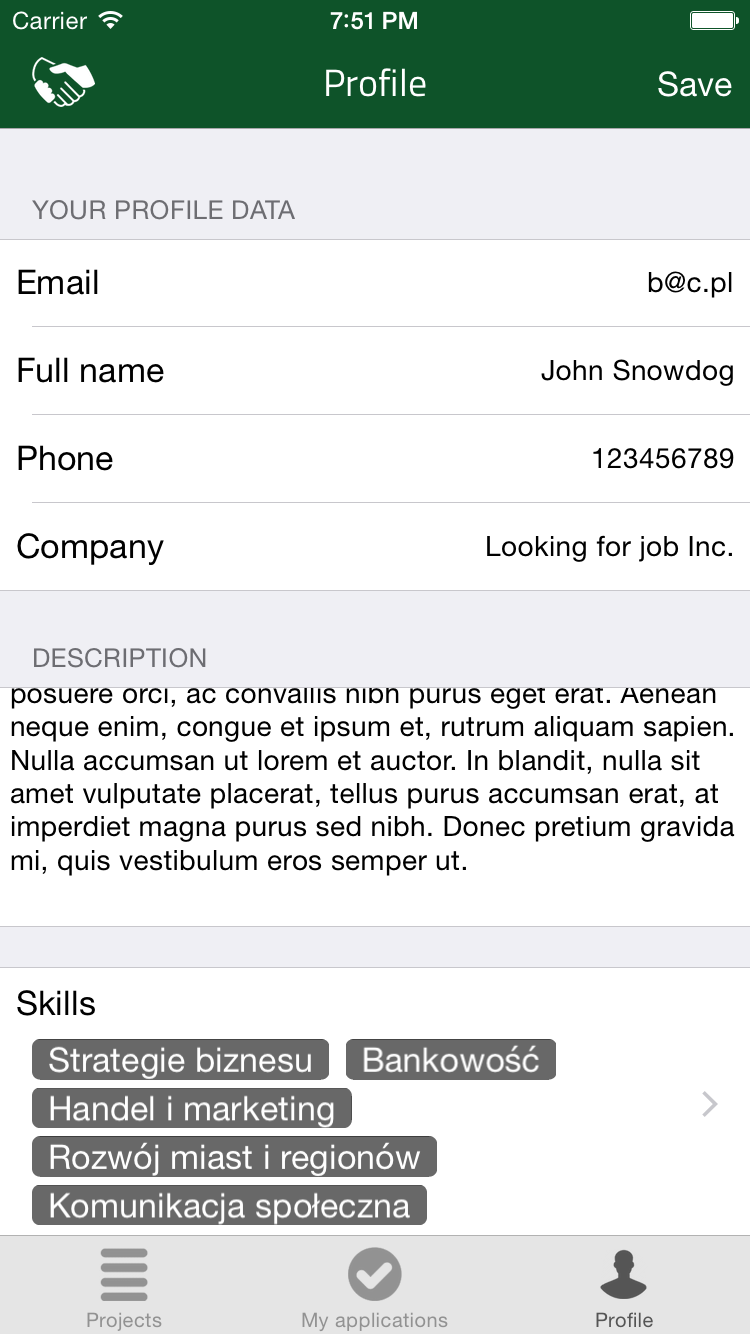 Carrier 7:51 PM
Profile Save
YOUR PROFILE DATA
Email b@c.pl
Full name John Snowdog
Phone 123456789
Company Looking for job Inc.
DESCRIPTION
posuere orci, ac convallis nibh purus eget erat. Aenean
neque enim, congue et ipsum et, rutrum aliquam sapien.
Nulla accumsan ut lorem et auctor. In blandit, nulla sit
amet vulputate placerat, tellus purus accumsan erat, at
imperdiet magna purus sed nibh. Donec pretium gravida
mi, quis vestibulum eros semper ut.
Skills
Strategie biznesu Bankowość
Handel i marketing
Rozwój miast i regionów
Komunikacja społeczna
Projects My applications Profile